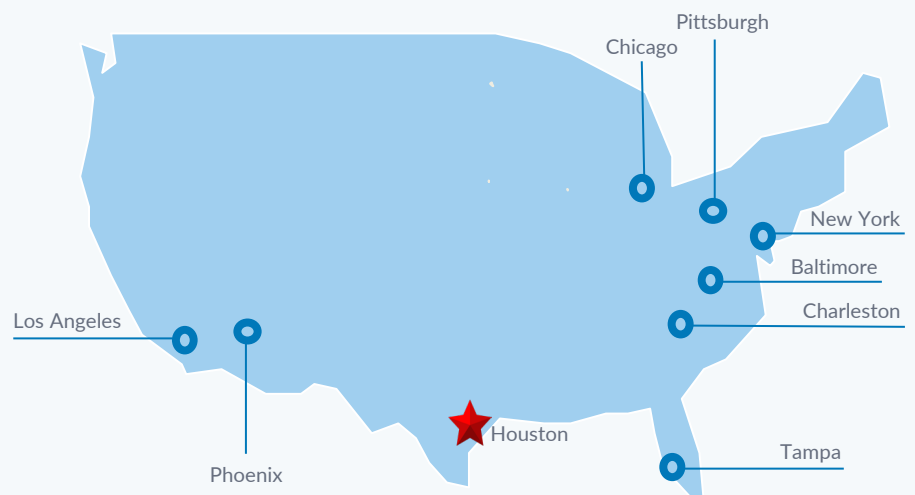 Pittsburgh
Chicago
New York
Baltimore
Charleston
Los Angeles
Houston
Tampa
Phoenix